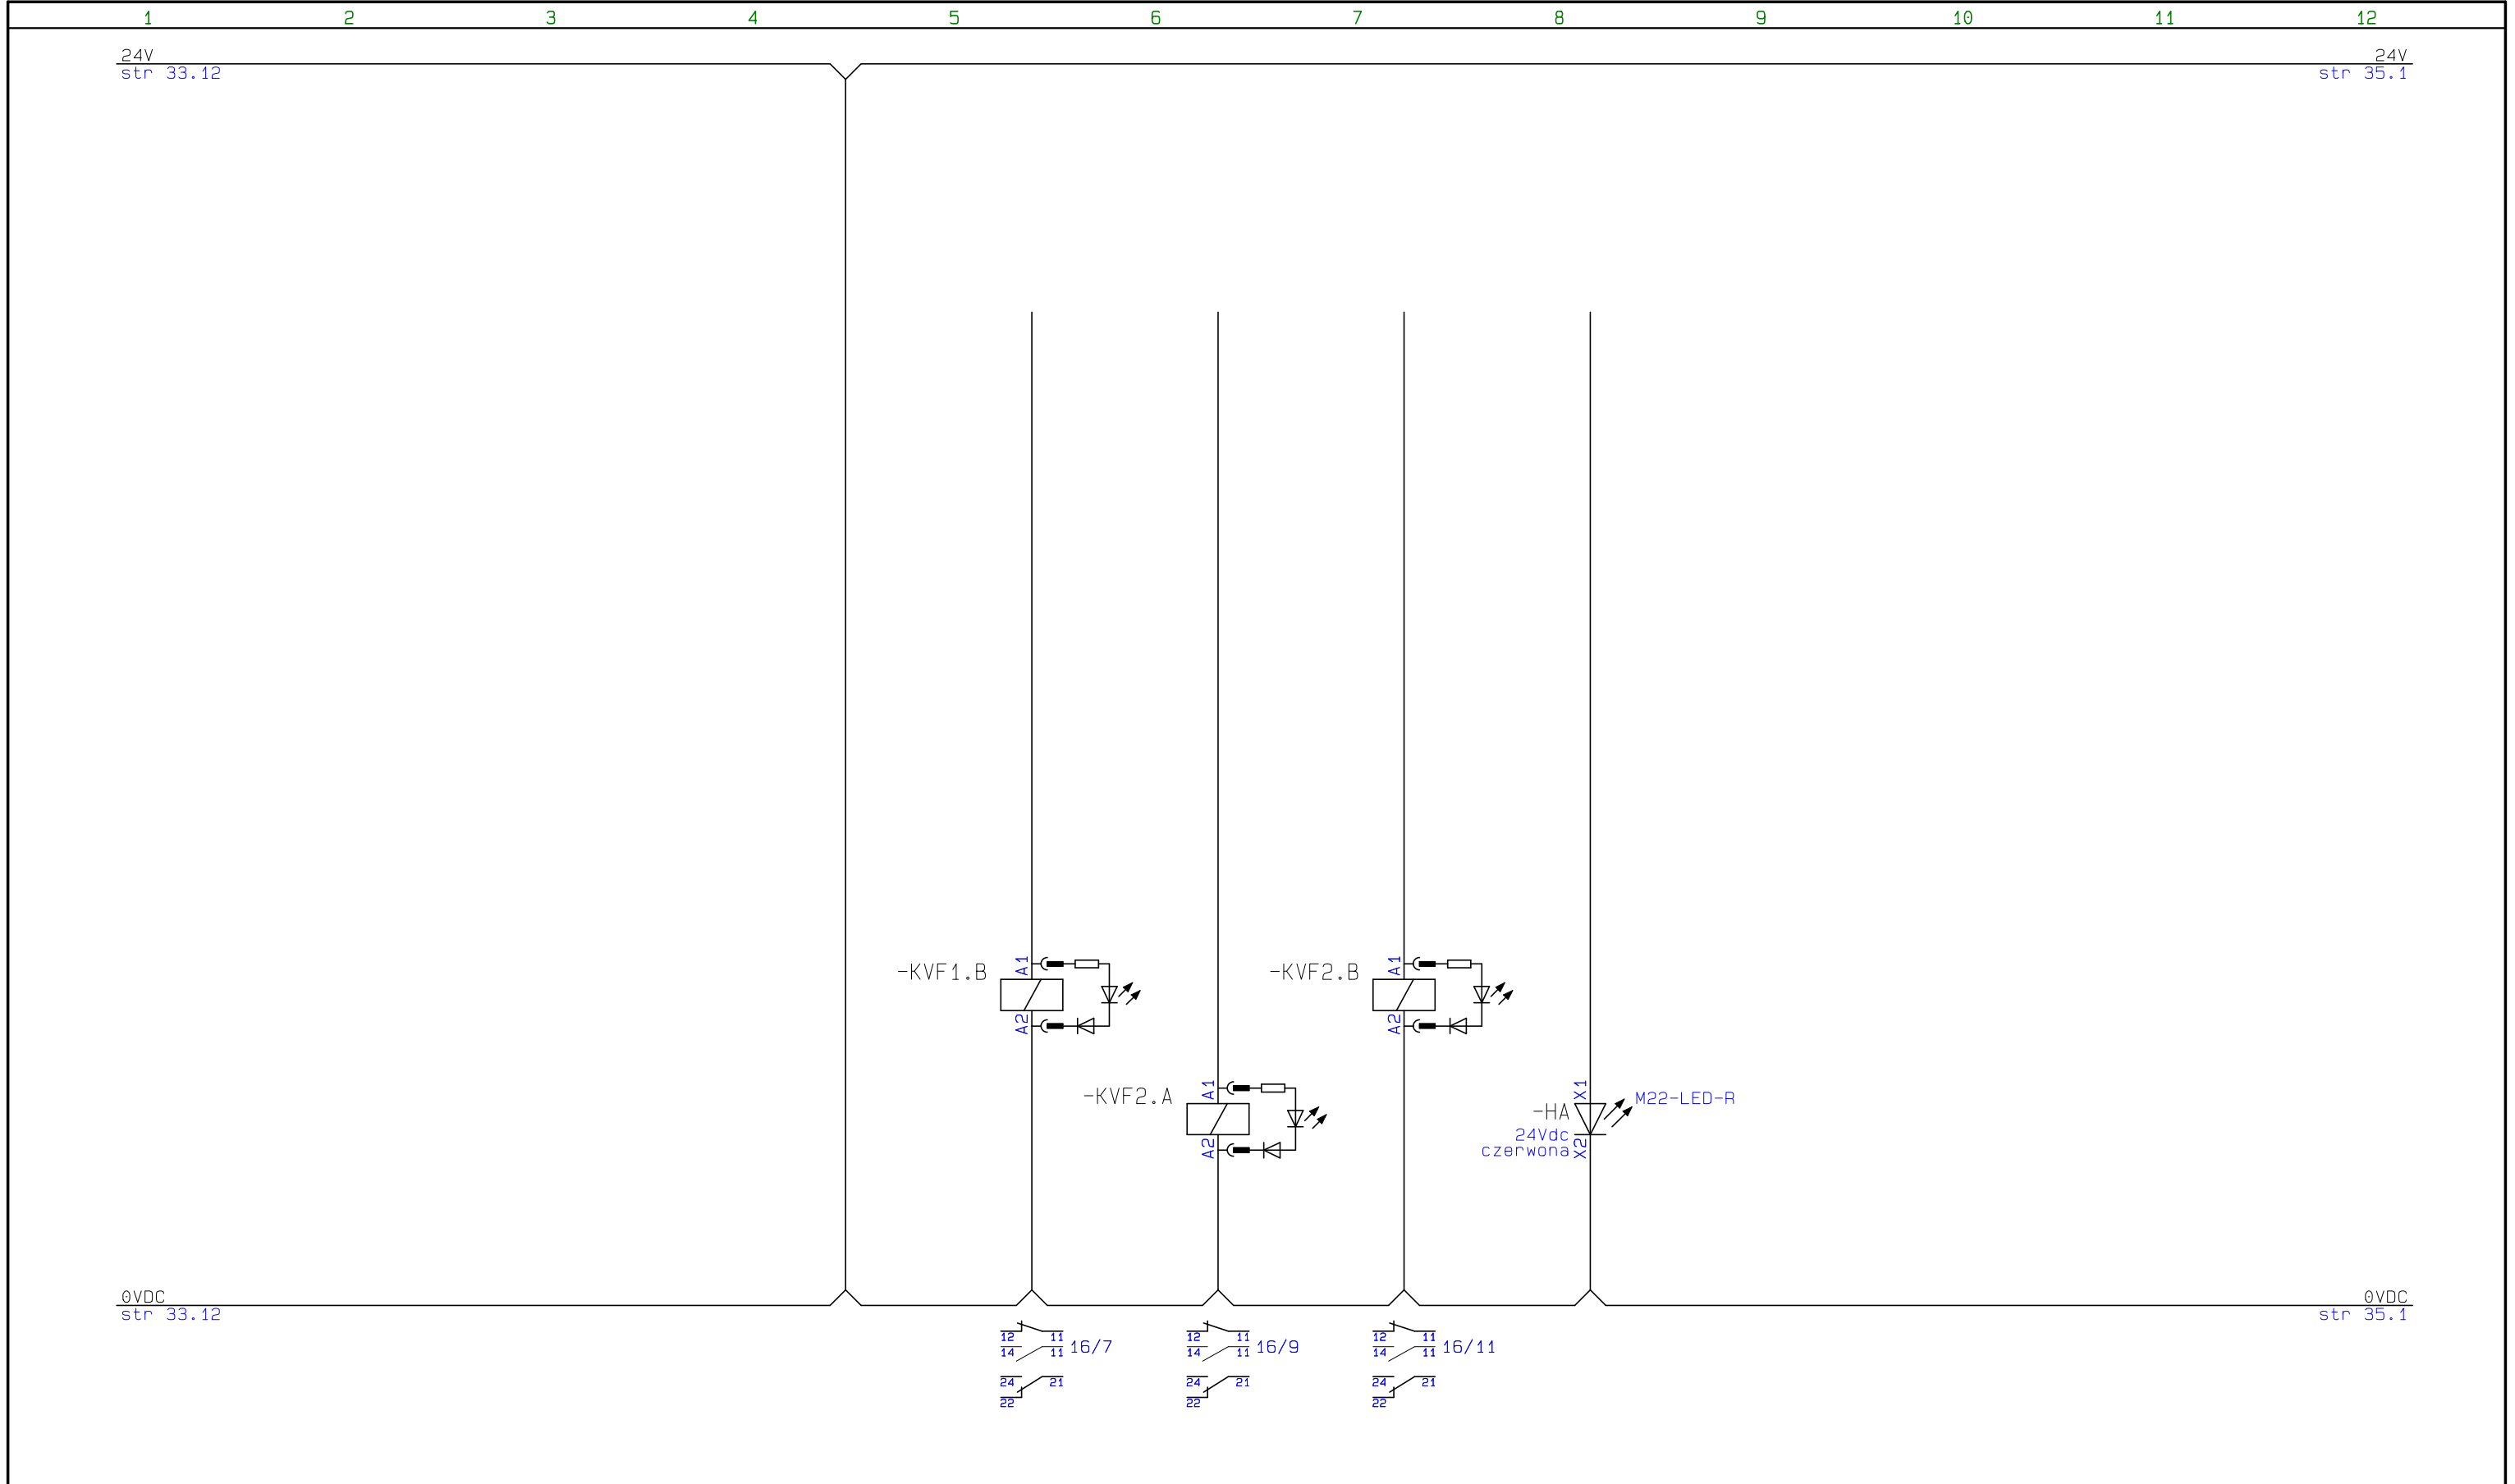 1 2 3 4 5 6 7 8 9 10 11 12
24V 24V
str 33.12 str 35.1
-KVF1.B A1 -KVF2.B A1
A2 A2
-KVF2.A A1 X1 M22-LED-R
-HA
24Vdc
A2 czerwona X2
0VDC 0VDC
str 33.12 str 35.1
12 11 12 11 12 11
14 11 16/7 14 11 16/9 14 11 16/11
24 21 24 21 24 21
22 22 22